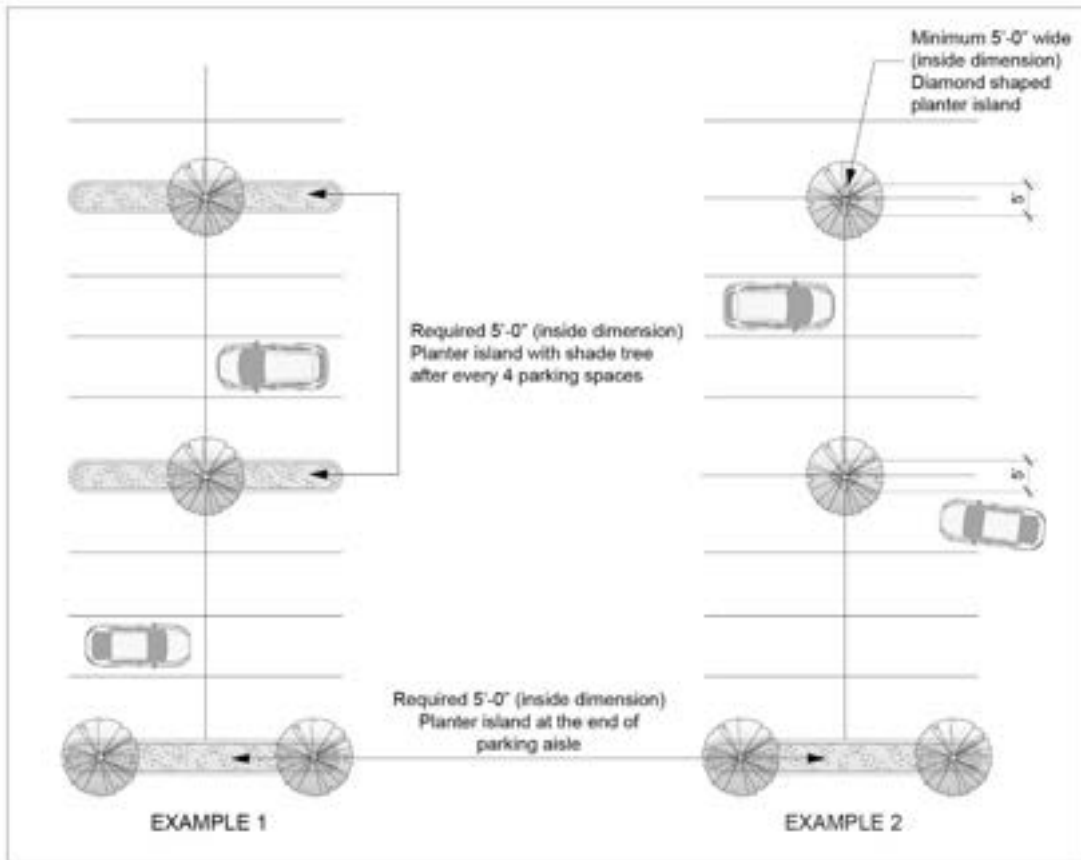 Minimum 5'-0" wide
(inside dimension)
Diamond shaped
planter island
5'
Required 5'-0" (inside dimension)
Planter island with shade tree
after every 4 parking spaces
5'
Required 5'-0" (inside dimension)
Planter island at the end of
parking aisle
EXAMPLE 1
EXAMPLE 2